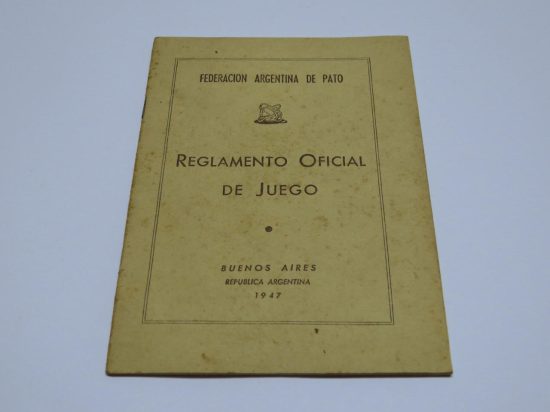 FEDERACION ARGENTINA DE PATO
REGLAMENTO OFICIAL
DE JUEGO
BUENOS AIRES
REPUBLICA ARGENTINA
1947